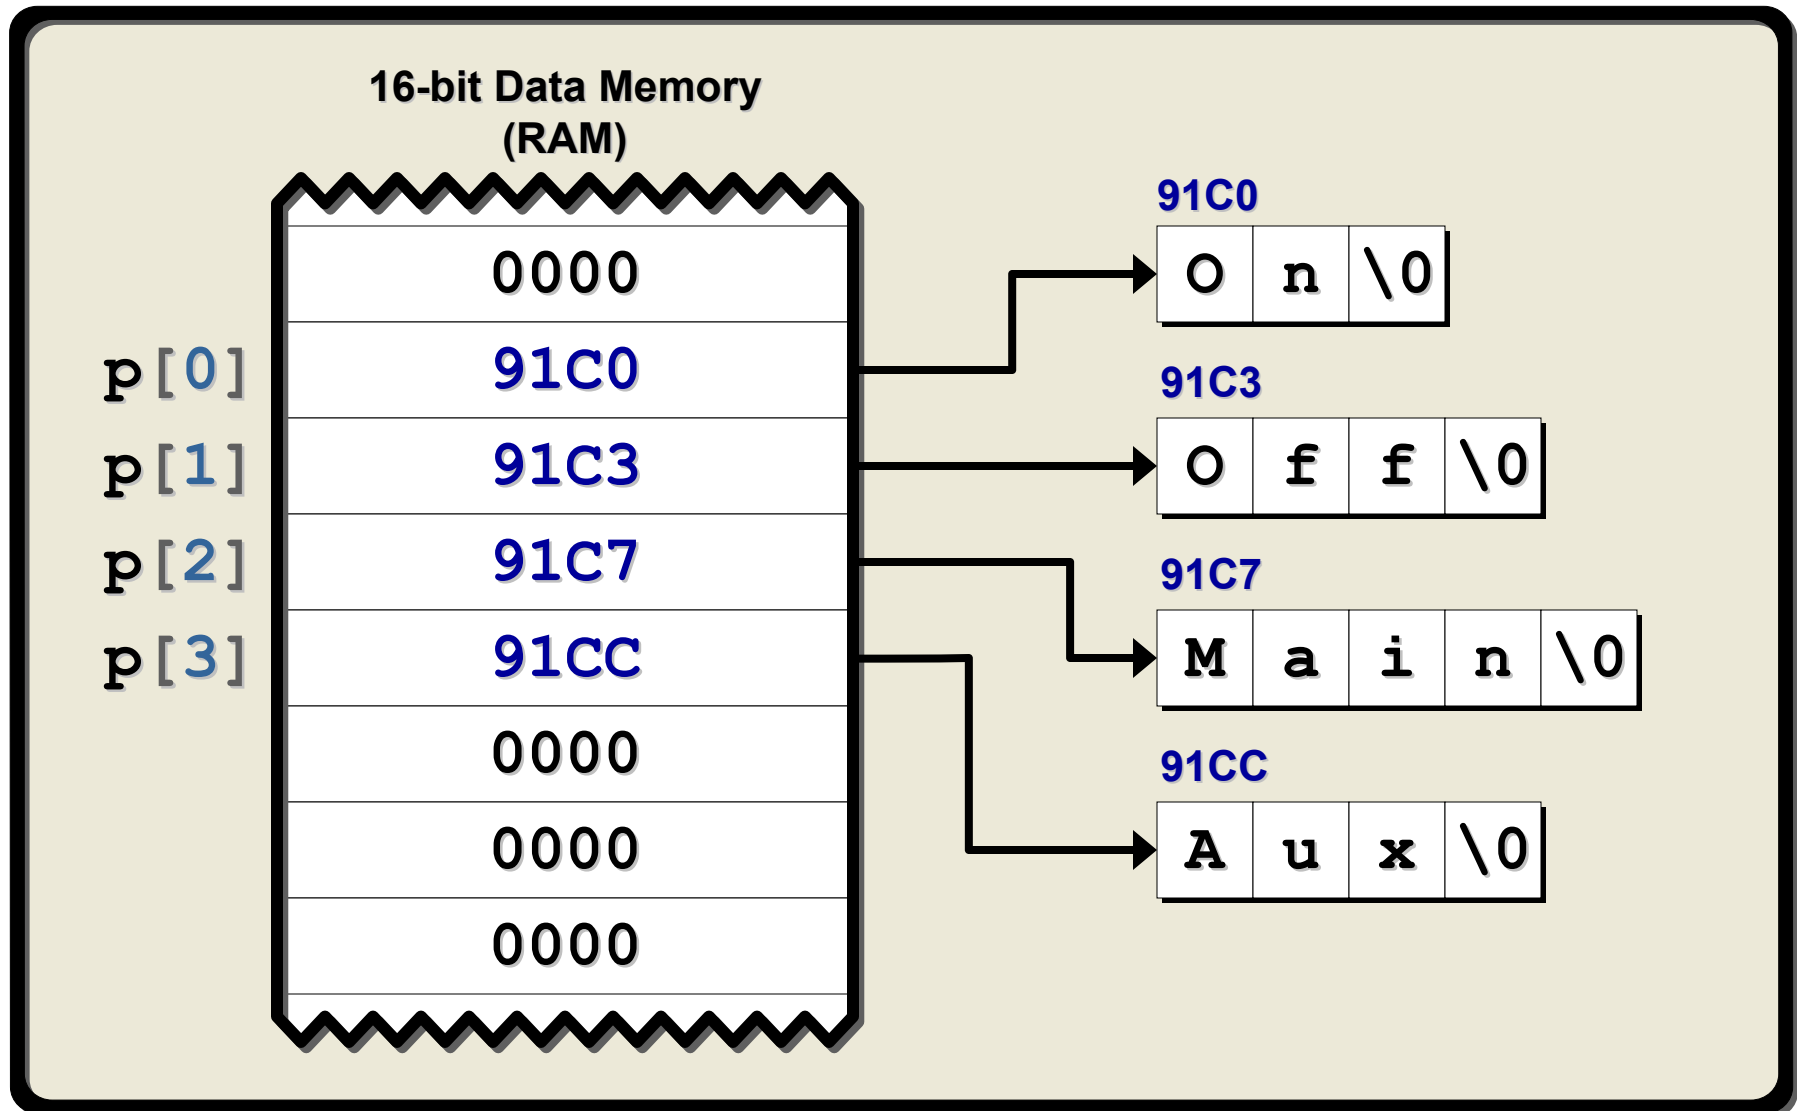 16-bit Data Memory
(RAM)
91C0
0000
O n \0
p[0] 91C0
91C3
p[1] 91C3
O f f \0
p[2] 91C7
91C7
p[3] 91CC
M a i n \0
0000
91CC
0000
A u x \0
0000